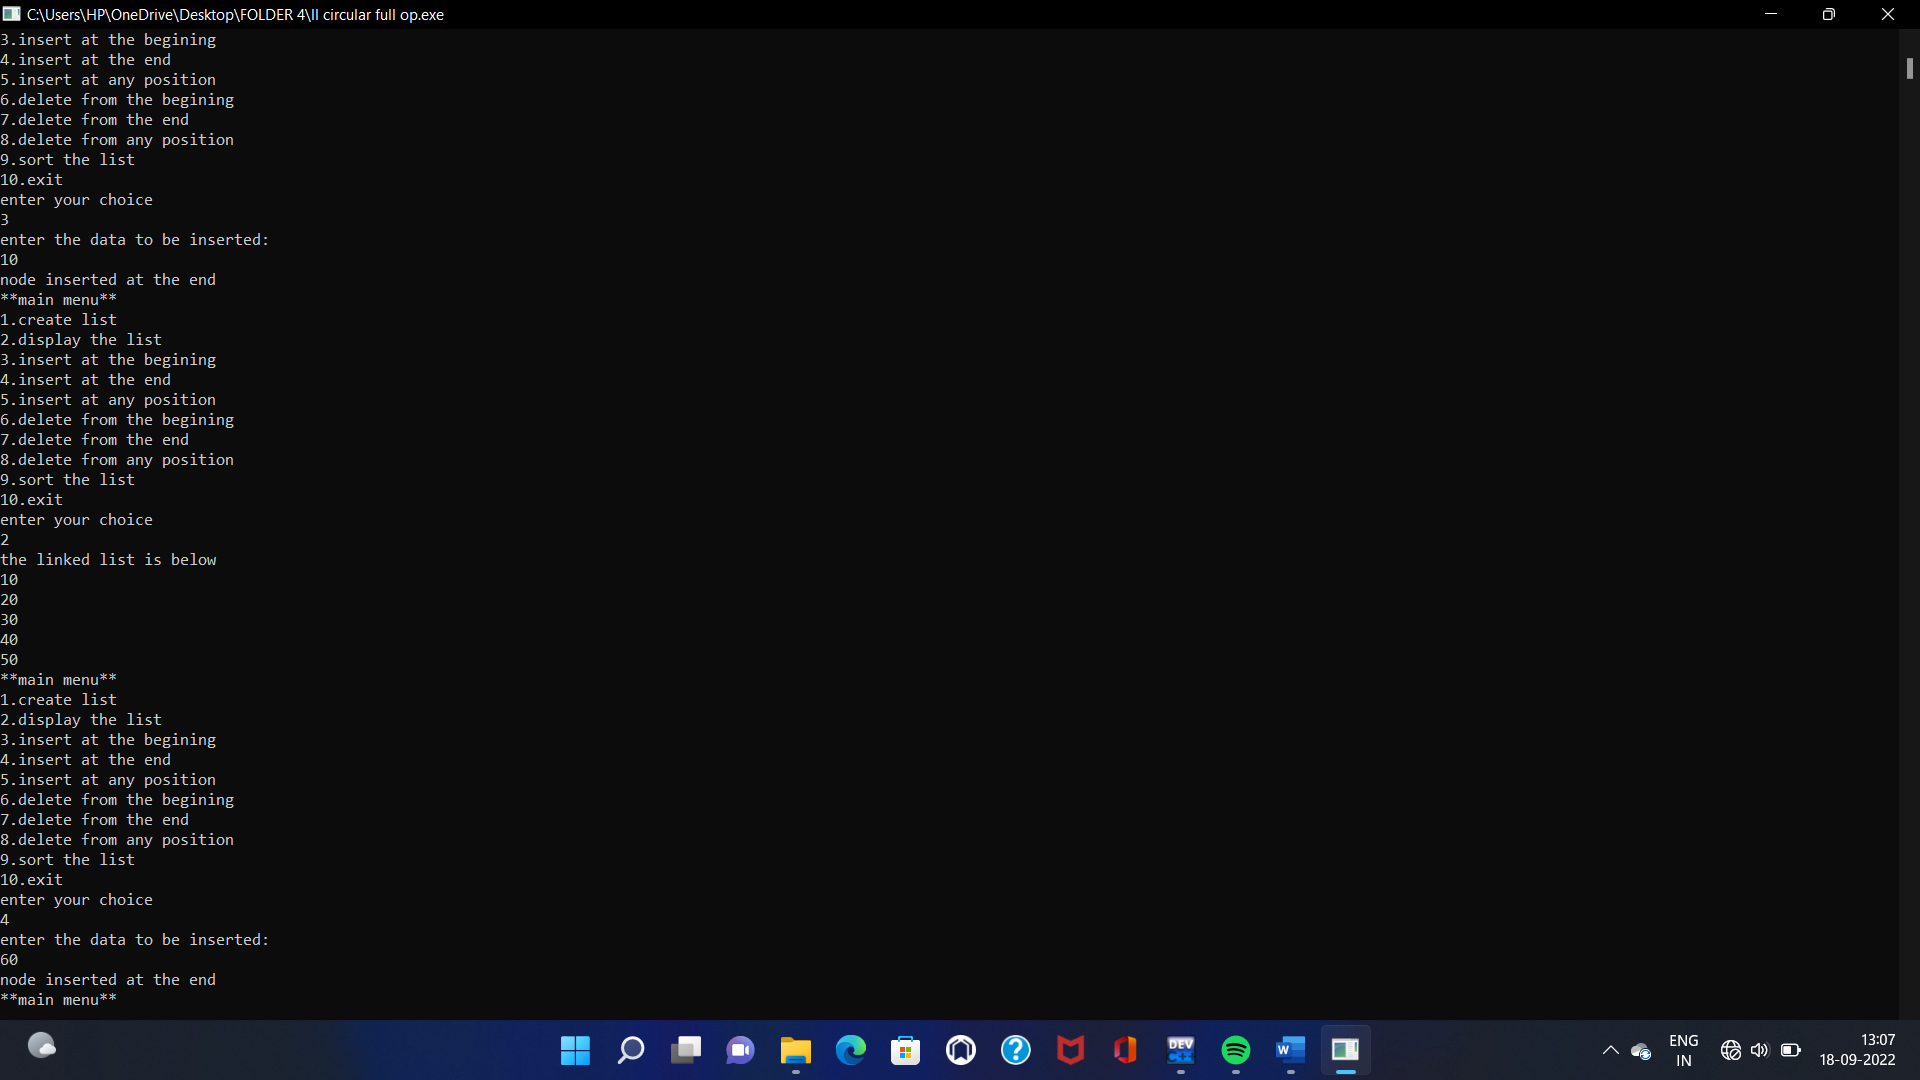 C:\Users\HP\OneDrive\Desktop\FOLDER 4\ll circular full op.exe
3.insert at the begining
4.insert at the end
5.insert at any position
6.delete from the begining
7.delete from the end
8.delete from any position
9.sort the list
10.exit
enter your choice
3
enter the data to be inserted:
10
node inserted at the end
**main menu**
1.create list
2.display the list
3.insert at the begining
4.insert at the end
5.insert at any position
6.delete from the begining
7.delete from the end
8.delete from any position
9.sort the list
10.exit
enter your choice
2
the linked list is below
10
20
30
40
50
**main menu**
1.create list
2.display the list
3.insert at the begining
4.insert at the end
5.insert at any position
6.delete from the begining
7.delete from the end
8.delete from any position
9.sort the list
10.exit
enter your choice
4
enter the data to be inserted:
60
node inserted at the end
**main menu**
DEV
C++
W
ENG
IN
13:07
18-09-2022